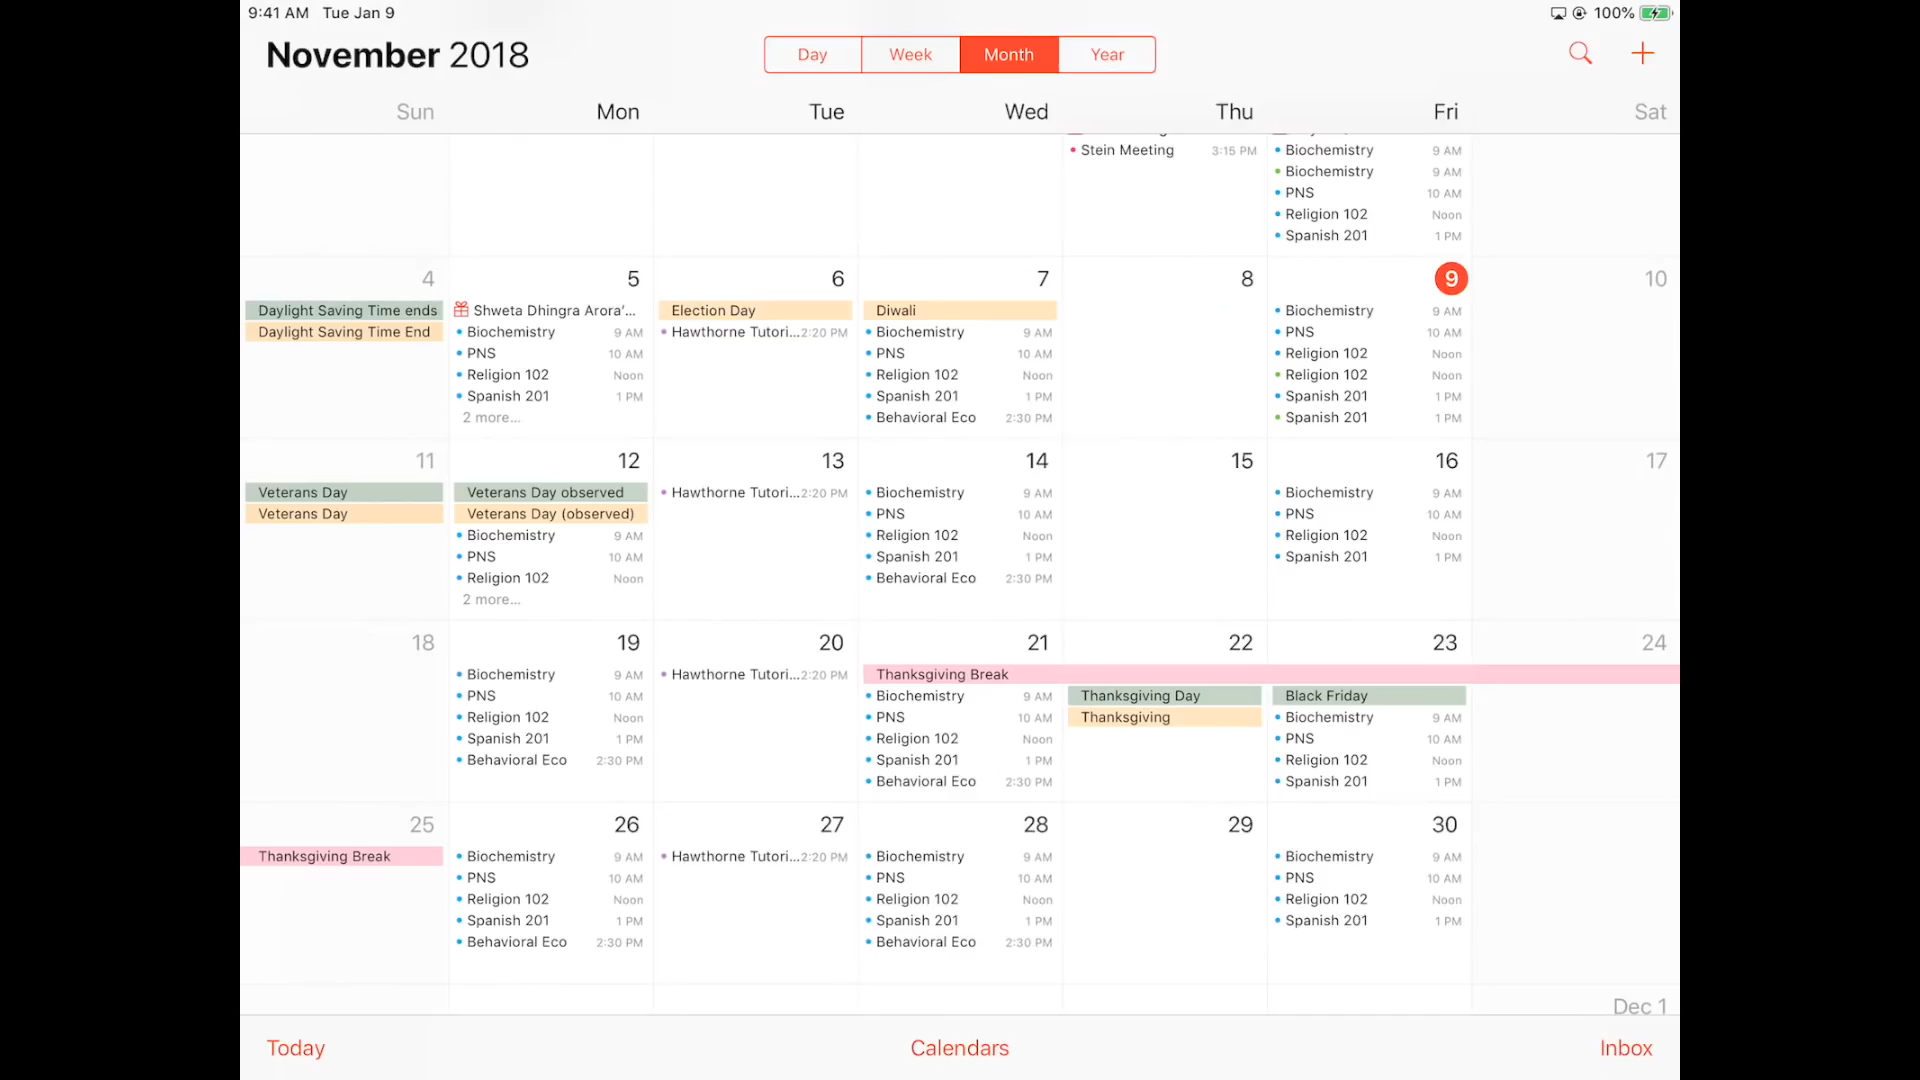 9:41 AM Tue Jan 9
100%
November 2018
Day Week Month Year
Sun Mon Tue Wed Thu Fri Sat
Stein Meeting 3:15 PM
Biochemistry 9 AM
Biochemistry 9 AM
PNS 10 AM
Religion 102 Noon
Spanish 201 1 PM
4
Daylight Saving Time ends
Daylight Saving Time End
5
Shweta Dhingra Arora'...
Biochemistry 9 AM
PNS 10 AM
Religion 102 Noon
Spanish 201 1 PM
2 more...
6
Election Day
Hawthorne Tutori...2:20 PM
7
Diwali
Biochemistry 9 AM
PNS 10 AM
Religion 102 Noon
Spanish 201 1 PM
Behavioral Eco 2:30 PM
8
9
Biochemistry 9 AM
PNS 10 AM
Religion 102 Noon
Religion 102 Noon
Spanish 201 1 PM
Spanish 201 1 PM
10
11
Veterans Day
Veterans Day
12
Veterans Day observed
Veterans Day (observed)
Biochemistry 9 AM
PNS 10 AM
Religion 102 Noon
2 more...
13
Hawthorne Tutori...2:20 PM
14
Biochemistry 9 AM
PNS 10 AM
Religion 102 Noon
Spanish 201 1 PM
Behavioral Eco 2:30 PM
15
16
Biochemistry 9 AM
PNS 10 AM
Religion 102 Noon
Spanish 201 1 PM
17
18
19
Biochemistry 9 AM
PNS 10 AM
Religion 102 Noon
Spanish 201 1 PM
Behavioral Eco 2:30 PM
20
Hawthorne Tutori...2:20 PM
21
Thanksgiving Break
Biochemistry 9 AM
PNS 10 AM
Religion 102 Noon
Spanish 201 1 PM
Behavioral Eco 2:30 PM
22
Thanksgiving Day
Thanksgiving
23
Black Friday
Biochemistry 9 AM
PNS 10 AM
Religion 102 Noon
Spanish 201 1 PM
24
25
Thanksgiving Break
26
Biochemistry 9 AM
PNS 10 AM
Religion 102 Noon
Spanish 201 1 PM
Behavioral Eco 2:30 PM
27
Hawthorne Tutori...2:20 PM
28
Biochemistry 9 AM
PNS 10 AM
Religion 102 Noon
Spanish 201 1 PM
Behavioral Eco 2:30 PM
29
30
Biochemistry 9 AM
PNS 10 AM
Religion 102 Noon
Spanish 201 1 PM
Dec 1
Today Calendars Inbox